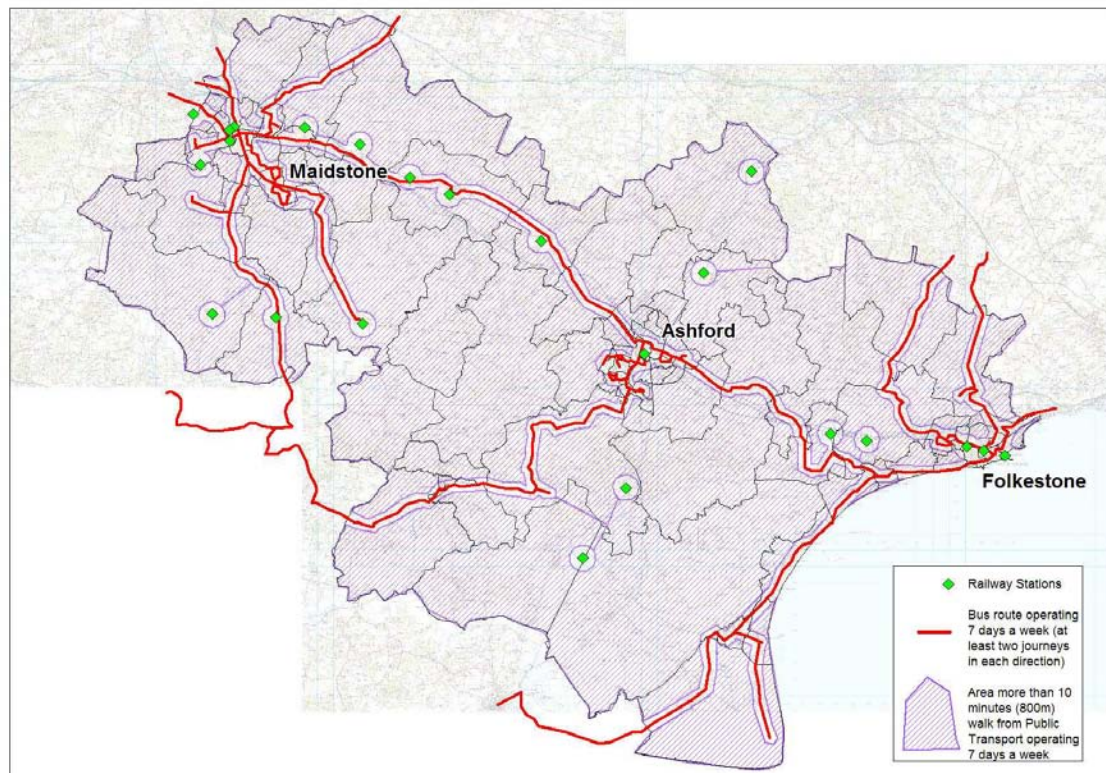 Maidstone
Ashford
Folkestone
Railway Stations
Bus route operating
7 days a week (at
least two journeys
in each direction)
Area more than 10
minutes (800m)
walk from Public
Transport operating
7 days a week